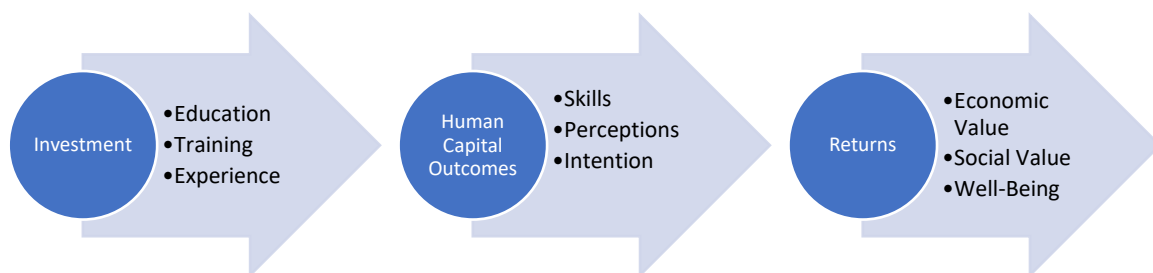 Investment
•Education
•Training
•Experience
Human
Capital
Outcomes
•Skills
•Perceptions
•Intention
Returns
•Economic
Value
•Social Value
•Well-Being